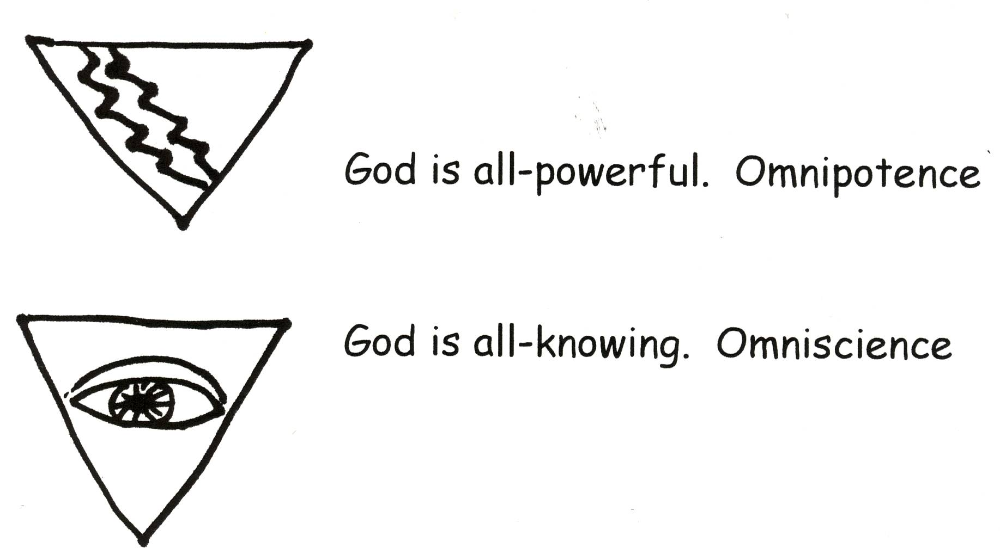 God is all-powerful. Omnipotence
God is all-knowing. Omniscience